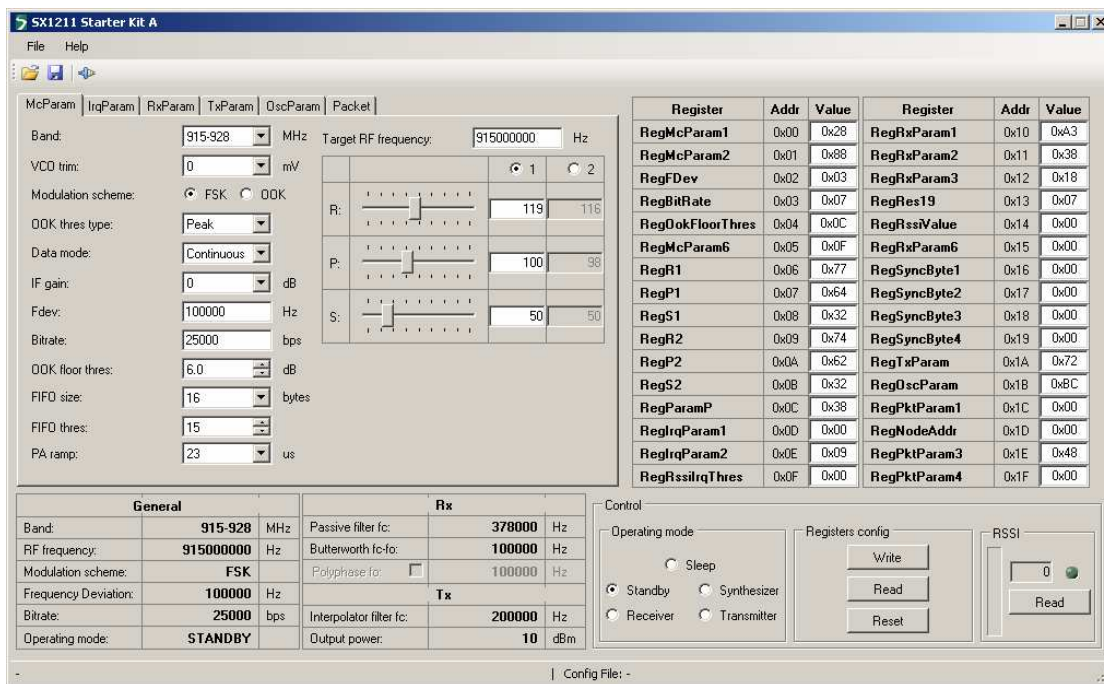 SX1211 Starter Kit A
File Help
McParam IrqParam RxParam TxParam OscParam Packet
Band: 915-928 MHz
VCO trim: 0 mV
Modulation scheme: FSK OOK
OOK thres type: Peak
Data mode: Continuous
IF gain: 0 dB
Fdev: 100000 Hz
Bitrate: 25000 bps
OOK floor thres: 6.0 dB
FIFO size: 16 bytes
FIFO thres: 15
PA ramp: 23 us
Target RF frequency: 915000000 Hz
1 2
R: 119 116
P: 100 98
S: 50 50
Register Addr Value Register Addr Value
RegMcParam1 0x00 0x28 RegRxParam1 0x10 0xA3
RegMcParam2 0x01 0x88 RegRxParam2 0x11 0x38
RegFDev 0x02 0x03 RegRxParam3 0x12 0x18
RegBitRate 0x03 0x07 RegRes19 0x13 0x07
RegOokFloorThres 0x04 0x0C RegRssiValue 0x14 0x00
RegMcParam6 0x05 0x0F RegRxParam6 0x15 0x00
RegR1 0x06 0x77 RegSyncByte1 0x16 0x00
RegP1 0x07 0x64 RegSyncByte2 0x17 0x00
RegS1 0x08 0x32 RegSyncByte3 0x18 0x00
RegR2 0x09 0x74 RegSyncByte4 0x19 0x00
RegP2 0x0A 0x62 RegTxParam 0x1A 0x72
RegS2 0x0B 0x32 RegOscParam 0x1B 0xBC
RegParamP 0x0C 0x38 RegPktParam1 0x1C 0x00
RegIrqParam1 0x0D 0x00 RegNodeAddr 0x1D 0x00
RegIrqParam2 0x0E 0x09 RegPktParam3 0x1E 0x48
RegRssiIrqThres 0x0F 0x00 RegPktParam4 0x1F 0x00
General
Band: 915-928 MHz
RF frequency: 915000000 Hz
Modulation scheme: FSK
Frequency Deviation: 100000 Hz
Bitrate: 25000 bps
Operating mode: STANDBY
Rx
Passive filter fc: 378000 Hz
Butterworth fc-fo: 100000 Hz
Polyphase fo: 100000 Hz
Tx
Interpolator filter fc: 200000 Hz
Output power: 10 dBm
Control
Operating mode
Sleep
Standby Synthesizer
Receiver Transmitter
Registers config
Write
Read
Reset
RSSI
0
Read
- | Config File: -